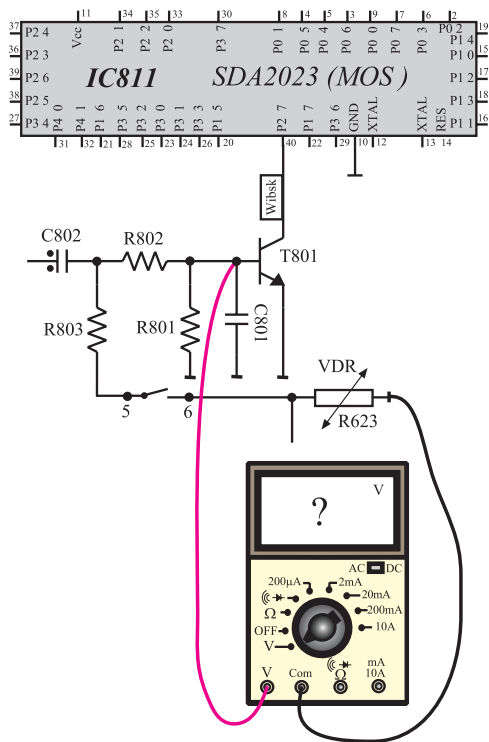 11 34 35 33 30 8 4 5 3 9 7 6 2
37 P2 4 Vcc P2 1 P2 2 P2 0 P3 7 P0 1 P0 5 P0 4 P0 6 P0 0 P0 7 P0 3 P0 2 P1 4 19
36 P2 3 P1 0 15
39 P2 6 IC811 SDA2023 (MOS ) P1 2 17
38 P2 5 P1 3 18
27 P3 4 P4 0 P4 1 P1 6 P3 5 P3 2 P3 0 P3 1 P3 3 P1 5 P2 7 P1 7 P3 6 GND XTAL XTAL RES P1 1 16
31 32 21 28 25 23 24 26 20 40 22 29 10 12 13 14
Wibsk
C802
R802
T801
R803
R801
C801
VDR
5 6
R623
V
?
AC DC
200µA 2mA
20mA
Ω 200mA
OFF 10A
V
V Com Ω mA
10A